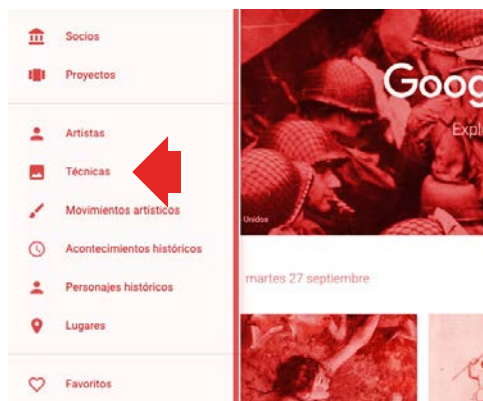 Socios
Proyectos
Artistas
Técnicas
Movimientos artísticos
Acontecimientos históricos
Personajes históricos
Lugares
Favoritos
Goog
Expl
Unidos
martes 27 septiembre